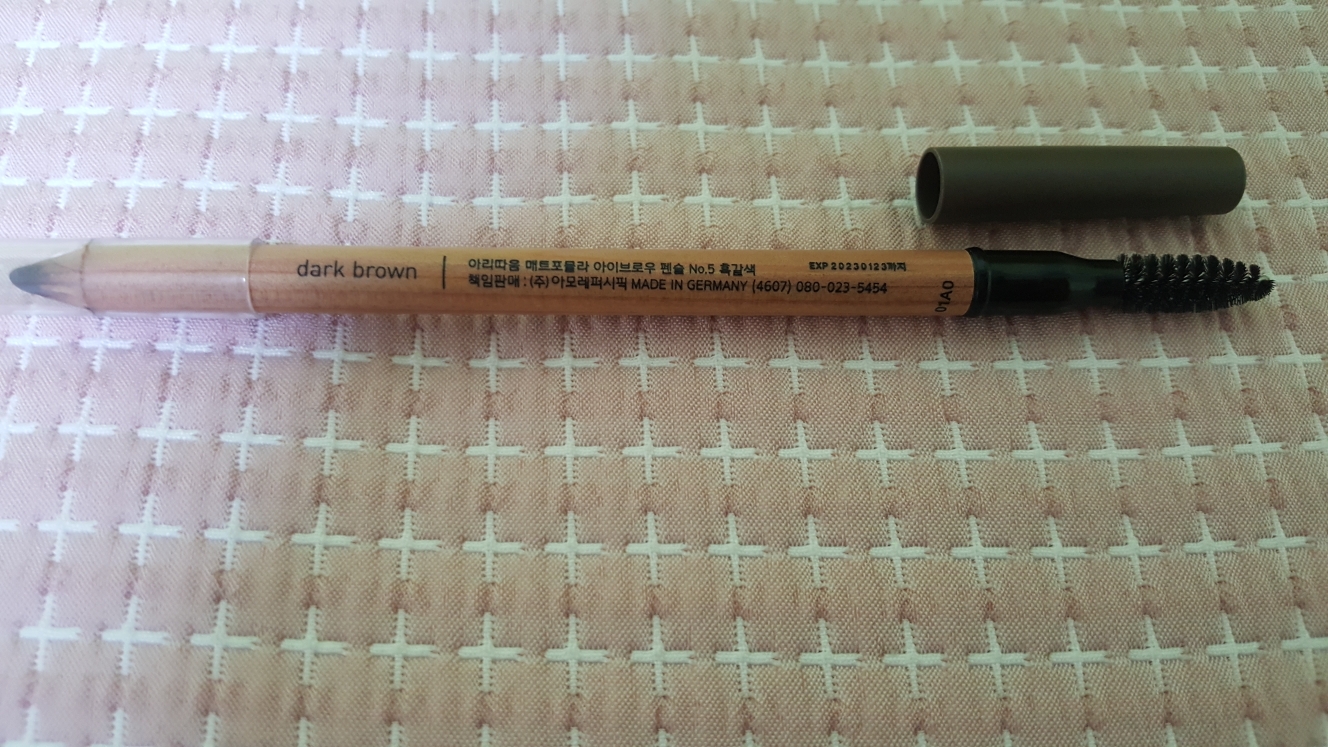 dark brown
아리따움 매트포뮬라 아이브로우 펜슬 No.5 흑갈색
EXP 20230123까지
책임판매 : (주)아모레퍼시픽 MADE IN GERMANY (4607) 080-023-5454
01A0